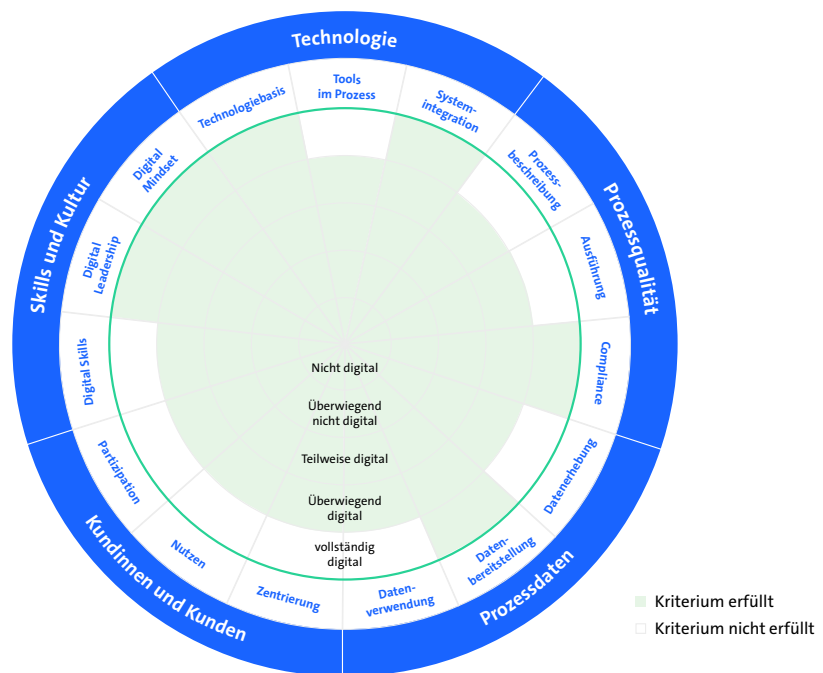 Technologie
Tools
im Prozess
System-
integration
Technologiebasis
Prozess-
beschreibung
Digital
Mindset
Prozessqualität
Skills und Kultur
Ausführung
Digital
Leadership
Compliance
Digital Skills
Nicht digital
Überwiegend
nicht digital
Teilweise digital
Überwiegend
digital
vollständig
digital
Partizipation
Datenerhebung
Nutzen
Daten-
bereitstellung
Zentrierung
Daten-
verwendung
Kundinnen und Kunden
Prozessdaten
Kriterium erfüllt
Kriterium nicht erfüllt